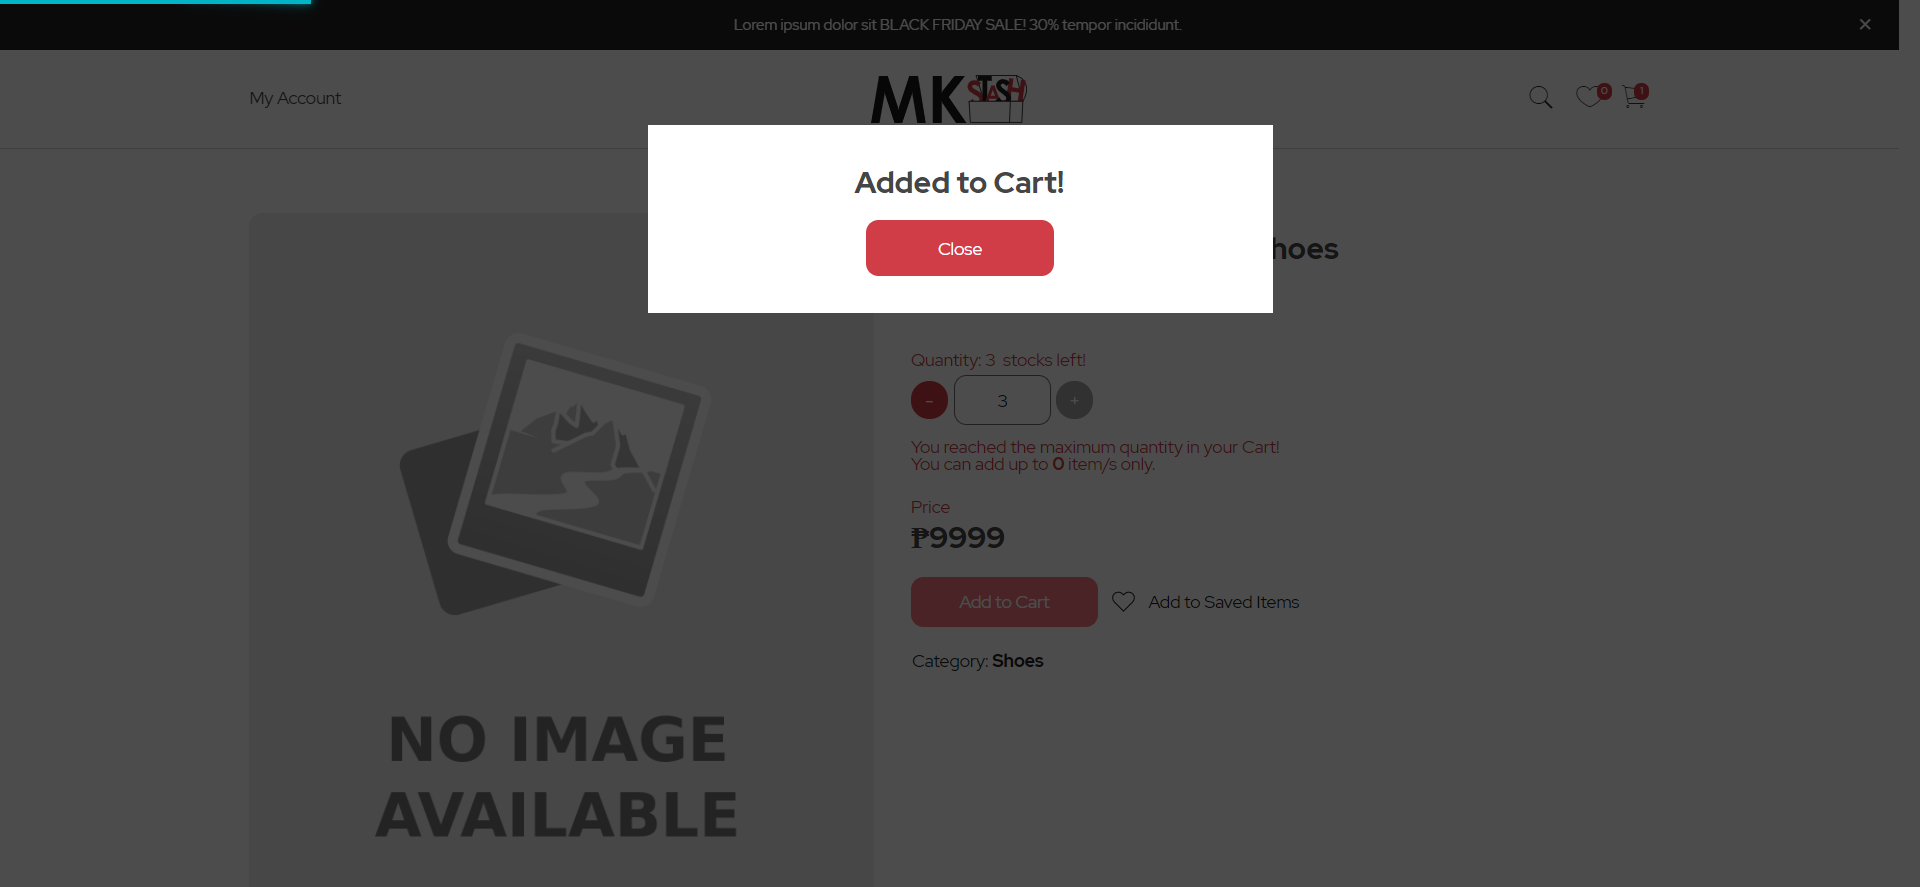 Lorem ipsum dolor sit BLACK FRIDAY SALE! 30% tempor incididunt.
×
My Account
MK STASH
0
1
Added to Cart!
Close
hoes
Quantity: 3 stocks left!
- 3 +
You reached the maximum quantity in your Cart!
You can add up to 0 item/s only.
Price
₱9999
Add to Cart
Add to Saved Items
Category: Shoes
NO IMAGE
AVAILABLE